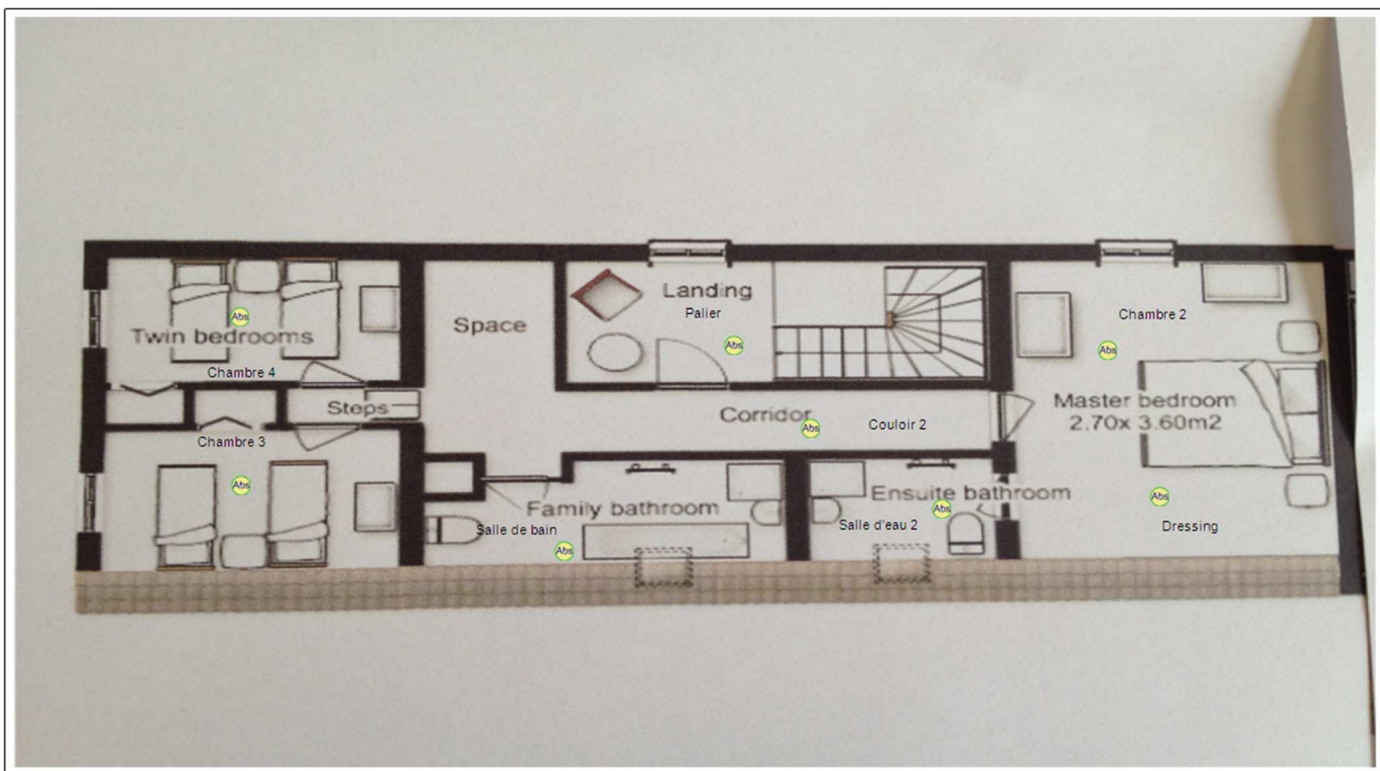 Landing
Palier
Abs
Space
Twin bedrooms
Abs
Chambre 4
Steps
Chambre 3
Abs
Corridor
Abs
Couloir 2
Chambre 2
Abs
Master bedroom
2.70x 3.60m2
Abs
Dressing
Family bathroom
Salle de bain
Abs
Ensuite bathroom
Abs
Salle d'eau 2